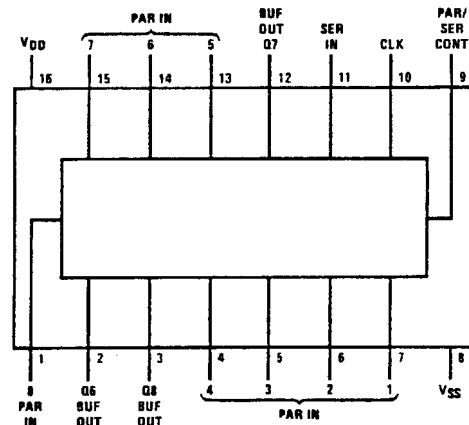 PAR IN
BUF OUT Q7
SER IN
CLK
PAR/ SER CONT
VDD
7 6 5
16 15 14 13 12 11 10 9
1 2 3 4 5 6 7 8
8 PAR IN
Q6 BUF OUT
Q8 BUF OUT
4 3 2 1
PAR IN
VSS